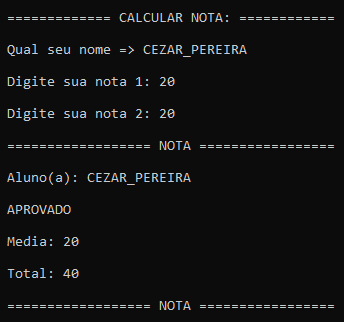 ============= CALCULAR NOTA: ============
Qual seu nome => CEZAR_PEREIRA
Digite sua nota 1: 20
Digite sua nota 2: 20
================== NOTA =================
Aluno(a): CEZAR_PEREIRA
APROVADO
Media: 20
Total: 40
================== NOTA =================